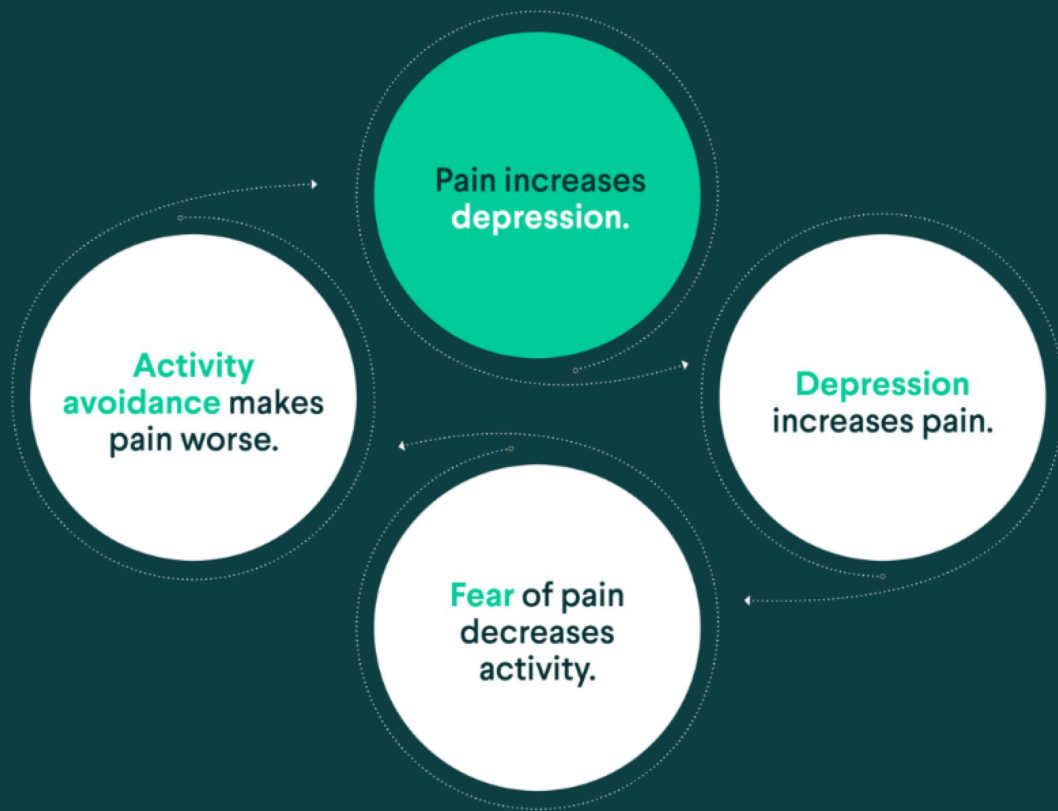 Pain increases
depression.
Depression
increases pain.
Fear of pain
decreases
activity.
Activity
avoidance makes
pain worse.